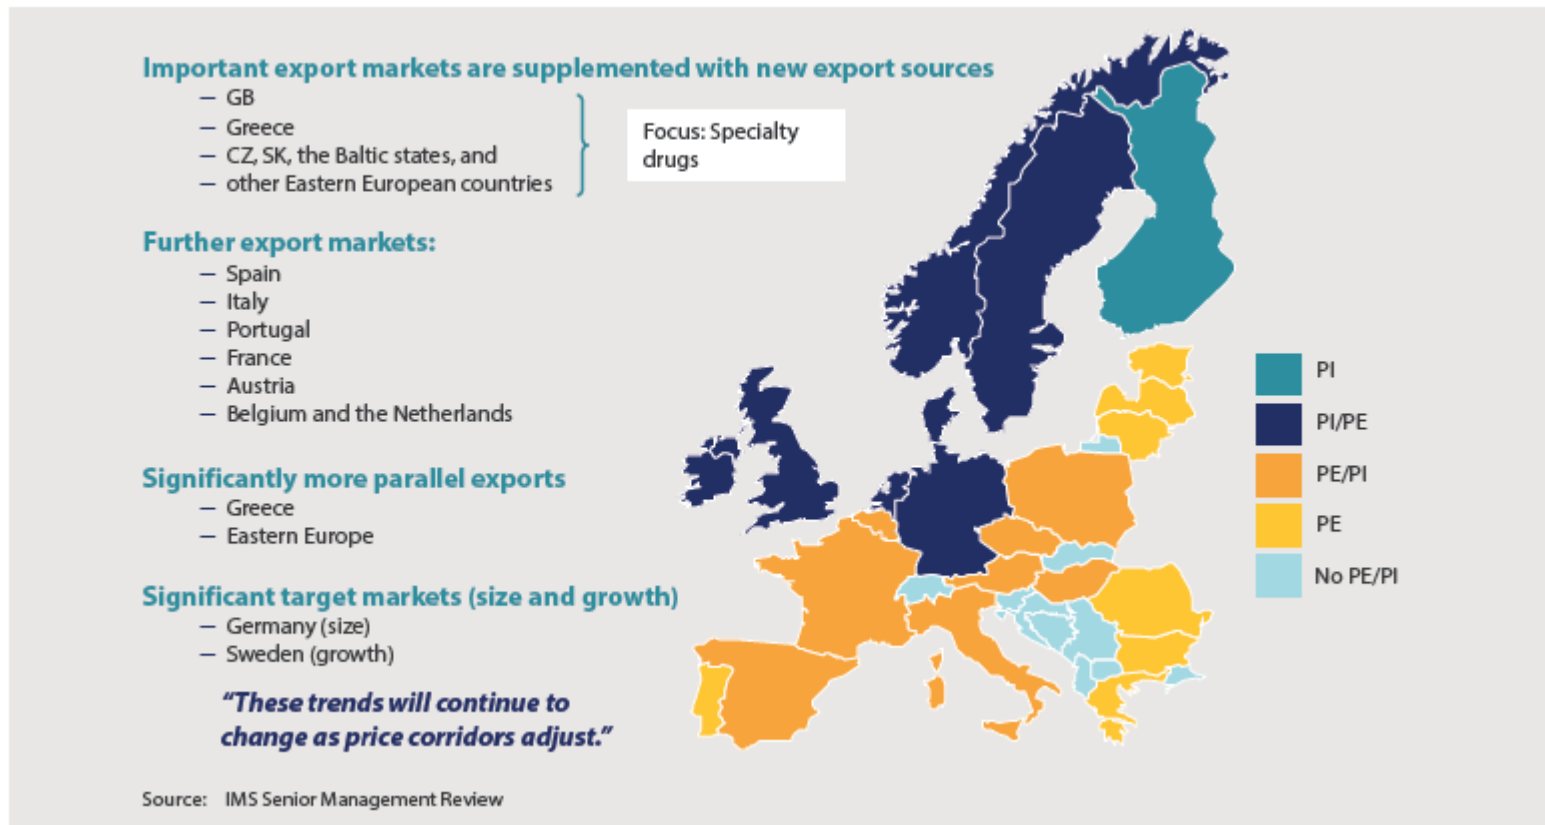 Important export markets are supplemented with new export sources
– GB
– Greece
– CZ, SK, the Baltic states, and
– other Eastern European countries
Focus: Specialty
drugs
Further export markets:
– Spain
– Italy
– Portugal
– France
– Austria
– Belgium and the Netherlands
Significantly more parallel exports
– Greece
– Eastern Europe
Significant target markets (size and growth)
– Germany (size)
– Sweden (growth)
“These trends will continue to
change as price corridors adjust.”
Source: IMS Senior Management Review
PI
PI/PE
PE/PI
PE
No PE/PI